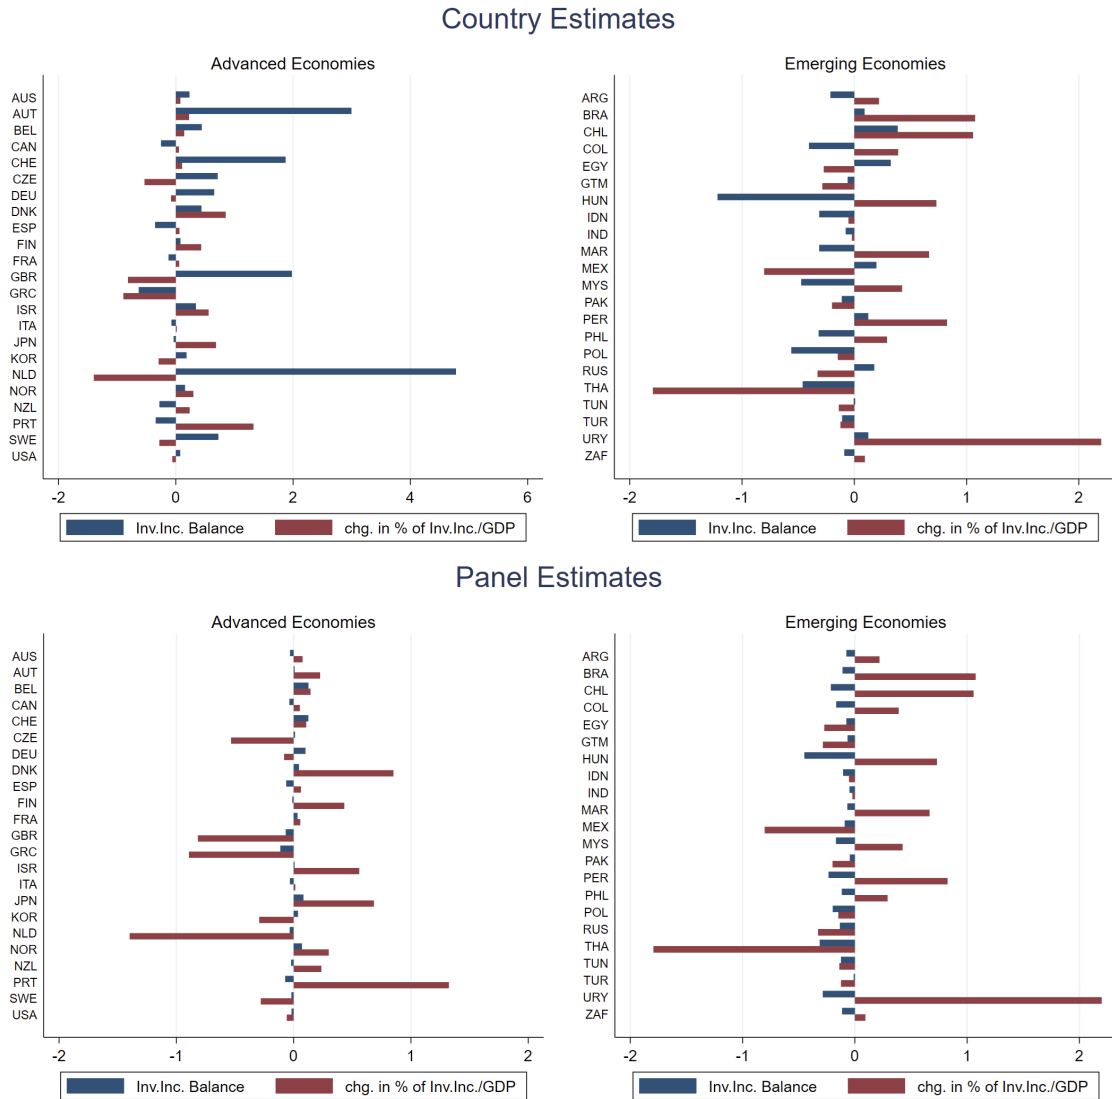 Country Estimates
Advanced Economies
AUS
AUT
BEL
CAN
CHE
CZE
DEU
DNK
ESP
FIN
FRA
GBR
GRC
ISR
ITA
JPN
KOR
NLD
NOR
NZL
PRT
SWE
USA
-2 0 2 4 6
Inv.Inc. Balance chg. in % of Inv.Inc./GDP
Emerging Economies
ARG
BRA
CHL
COL
EGY
GTM
HUN
IDN
IND
MAR
MEX
MYS
PAK
PER
PHL
POL
RUS
THA
TUN
TUR
URY
ZAF
-2 -1 0 1 2
Inv.Inc. Balance chg. in % of Inv.Inc./GDP
Panel Estimates
Advanced Economies
AUS
AUT
BEL
CAN
CHE
CZE
DEU
DNK
ESP
FIN
FRA
GBR
GRC
ISR
ITA
JPN
KOR
NLD
NOR
NZL
PRT
SWE
USA
-2 -1 0 1 2
Inv.Inc. Balance chg. in % of Inv.Inc./GDP
Emerging Economies
ARG
BRA
CHL
COL
EGY
GTM
HUN
IDN
IND
MAR
MEX
MYS
PAK
PER
PHL
POL
RUS
THA
TUN
TUR
URY
ZAF
-2 -1 0 1 2
Inv.Inc. Balance chg. in % of Inv.Inc./GDP